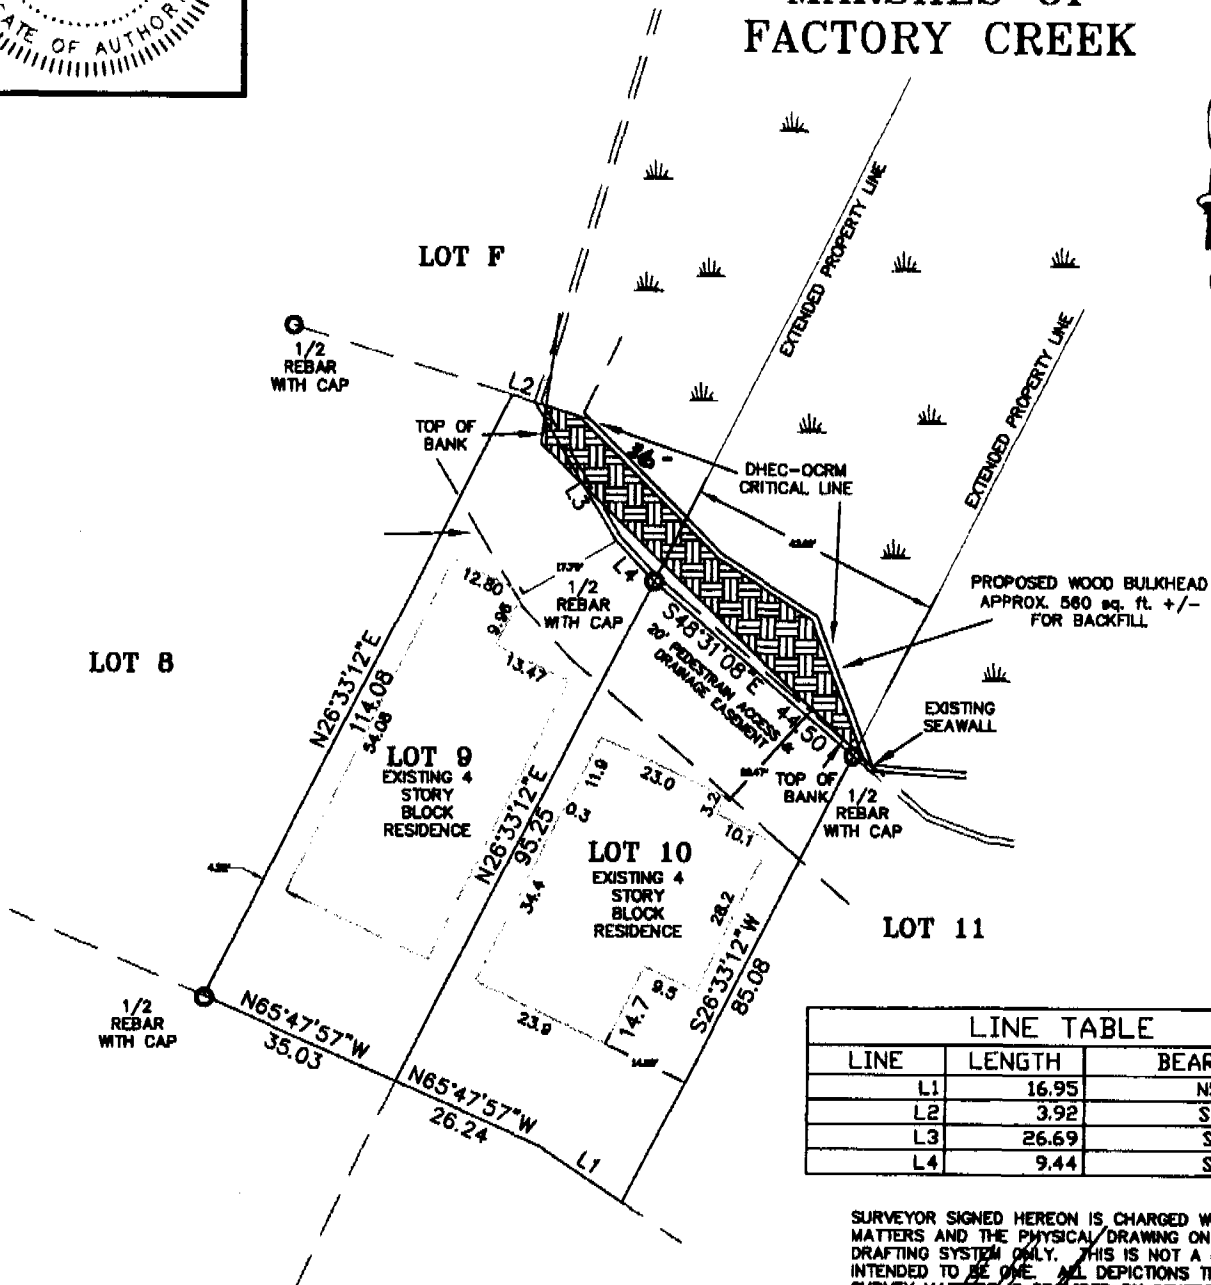 FACTORY CREEK
OF AUTHOR
LOT F
1/2
REBAR
WITH CAP
L2
TOP OF
BANK
EXTENDED PROPERTY LINE
EXTENDED PROPERTY LINE
DHEC-OCRM
CRITICAL LINE
L3
L4
12.80
9.96
13.47
1/2
REBAR
WITH CAP
PROPOSED WOOD BULKHEAD
APPROX. 560 sq. ft. +/-
FOR BACKFILL
S48°31'08"E
44.50
20' PEDESTRAIN ACCESS &
DRAINAGE EASEMENT
LOT 8
N26°33'12"E
114.08
54.08
LOT 9
EXISTING 4
STORY
BLOCK
RESIDENCE
EXISTING
SEAWALL
TOP OF
BANK
1/2
REBAR
WITH CAP
N26°33'12"E
95.25
11.9
23.0
3.2
10.1
0.3
34.4
28.2
LOT 10
EXISTING 4
STORY
BLOCK
RESIDENCE
9.5
14.7
23.9
S26°33'12"W
85.08
LOT 11
1/2
REBAR
WITH CAP
N65°47'57"W
35.03
N65°47'57"W
26.24
L1
LINE TABLE
LINE LENGTH BEAR
L1 16.95 N
L2 3.92 S
L3 26.69 S
L4 9.44 S
SURVEYOR SIGNED HEREON IS CHARGED W
MATTERS AND THE PHYSICAL DRAWING ON
DRAFTING SYSTEM ONLY. THIS IS NOT A
INTENDED TO BE ONE. ALL DEPICTIONS